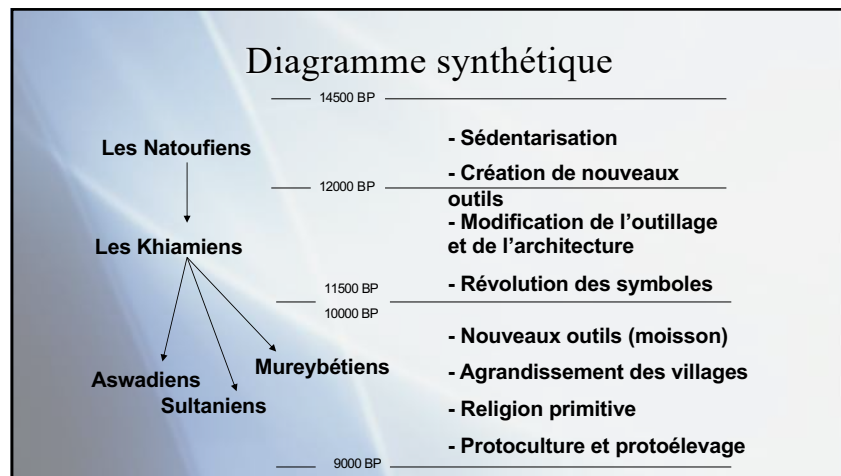 Diagramme synthétique
14500 BP
Les Natoufiens
- Sédentarisation
- Création de nouveaux
outils
12000 BP
- Modification de l'outillage
et de l'architecture
Les Khiamiens
11500 BP
- Révolution des symboles
10000 BP
- Nouveaux outils (moisson)
Mureybétiens
Aswadiens
- Agrandissement des villages
Sultaniens
- Religion primitive
- Protoculture et protoélevage
9000 BP